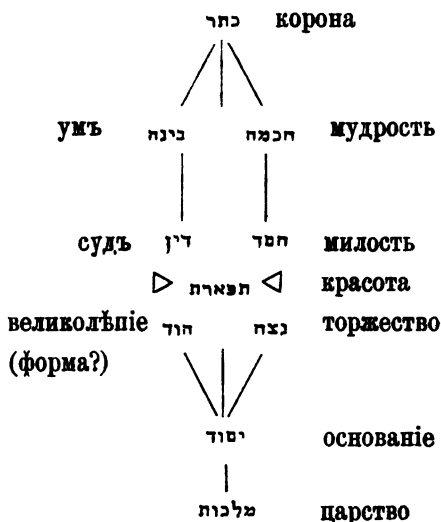 כתר корона
умъ בינה חכמה мудрость
судъ דין חסד милость
תפארת красота
великолѣпіе הוד נצח торжество
(форма?)
יסוד основаніе
מלכות царство